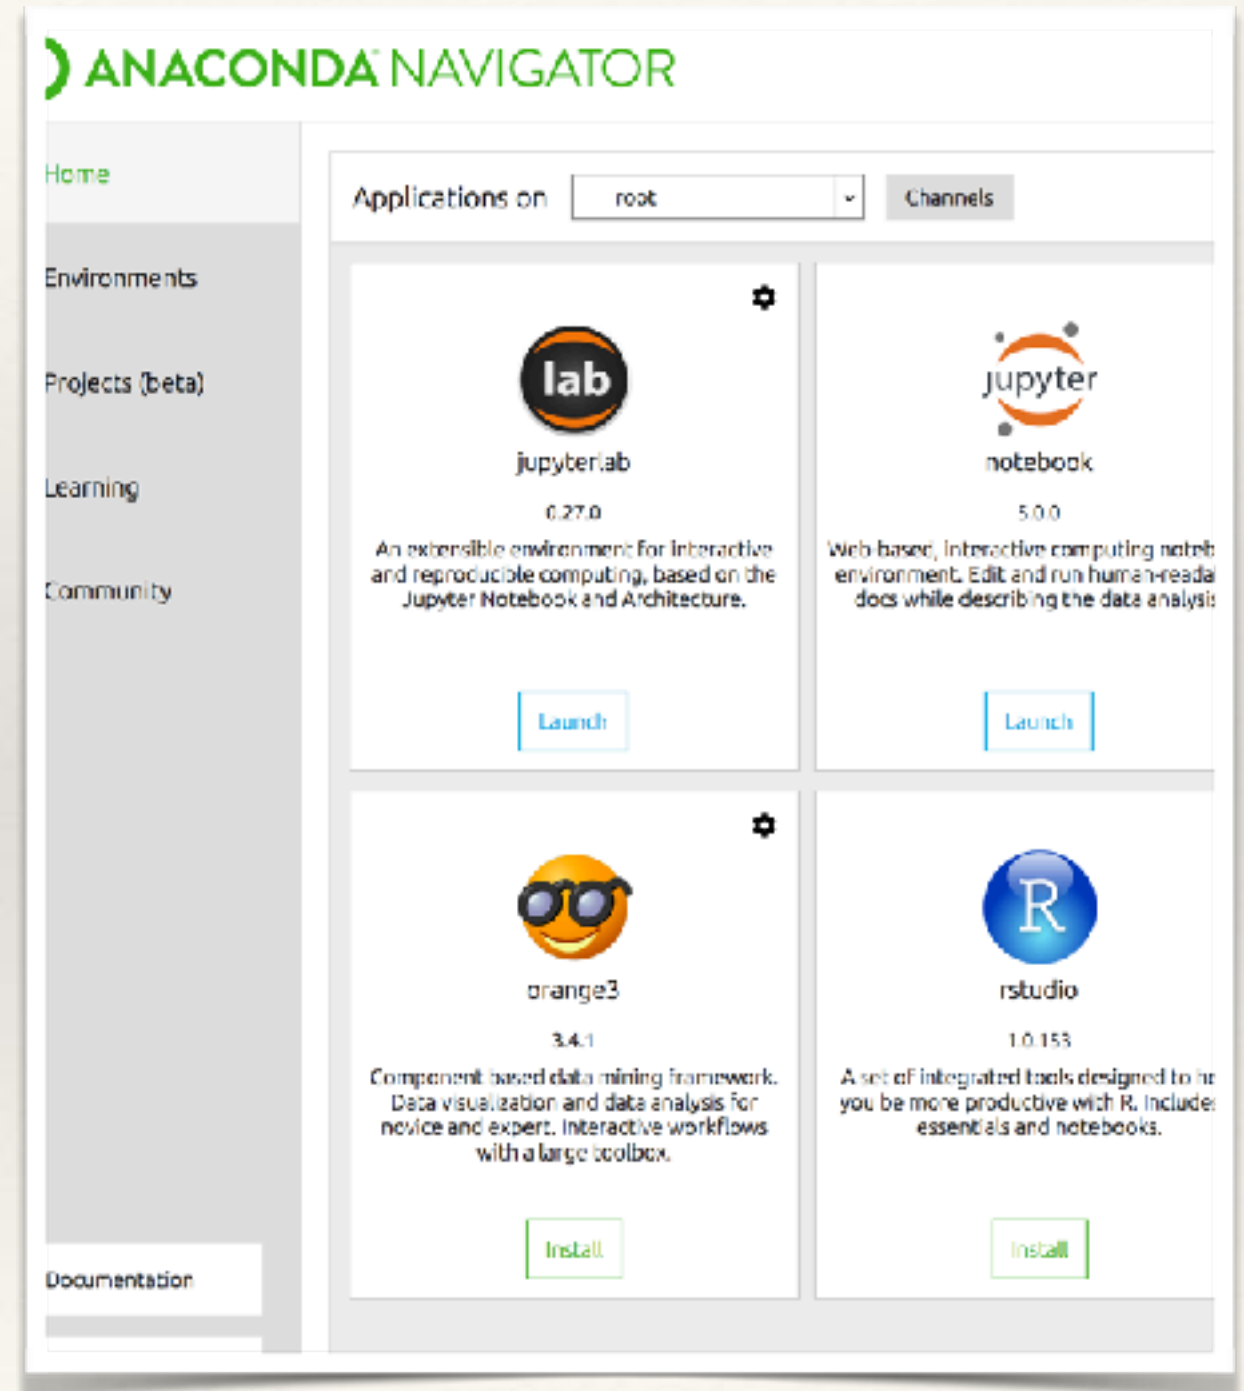 ANACONDA NAVIGATOR
Home
Environments
Projects (beta)
Learning
Community
Documentation
Applications on root Channels
lab
jupyterlab
0.27.0
An extensible environment for interactive
and reproducible computing, based on the
Jupyter Notebook and Architecture.
Launch
jupyter
notebook
5.0.0
Web-based, interactive computing noteb
environment. Edit and run human-reada
docs while describing the data analysis
Launch
orange3
3.4.1
Component based data mining framework.
Data visualization and data analysis for
novice and expert. Interactive workflows
with a large toolbox.
Install
R
rstudio
1.0.153
A set of integrated tools designed to he
you be more productive with R. Includes
essentials and notebooks.
Install